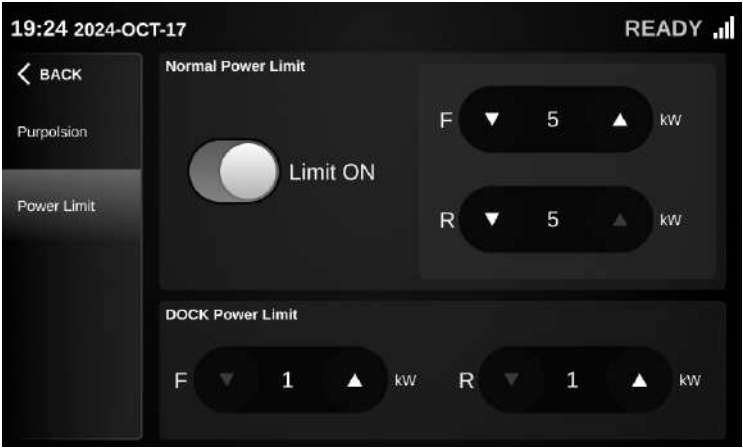 19:24 2024-OCT-17 READY
BACK
Normal Power Limit
Purpolsion
F 5 kW
Limit ON
Power Limit
R 5 kW
DOCK Power Limit
F 1 kW R 1 kW